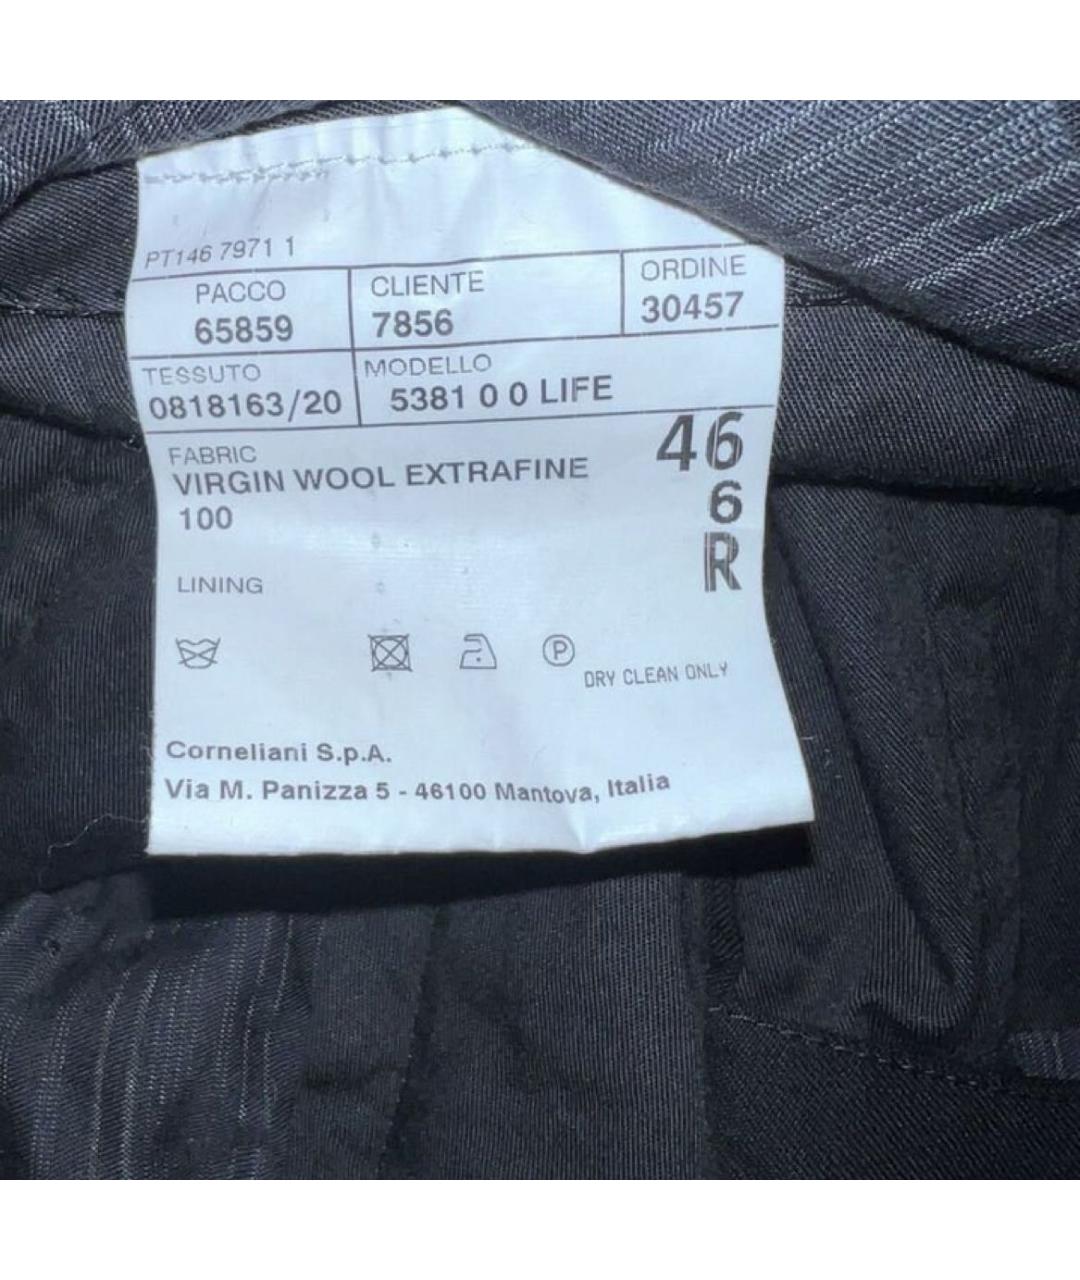 PT146 7971 1
PACCO CLIENTE ORDINE
65859 7856 30457
TESSUTO MODELLO
0818163/20 5381 0 0 LIFE
FABRIC 46
VIRGIN WOOL EXTRAFINE 6
100 R
LINING
P DRY CLEAN ONLY
Corneliani S.p.A.
Via M. Panizza 5 - 46100 Mantova, Italia